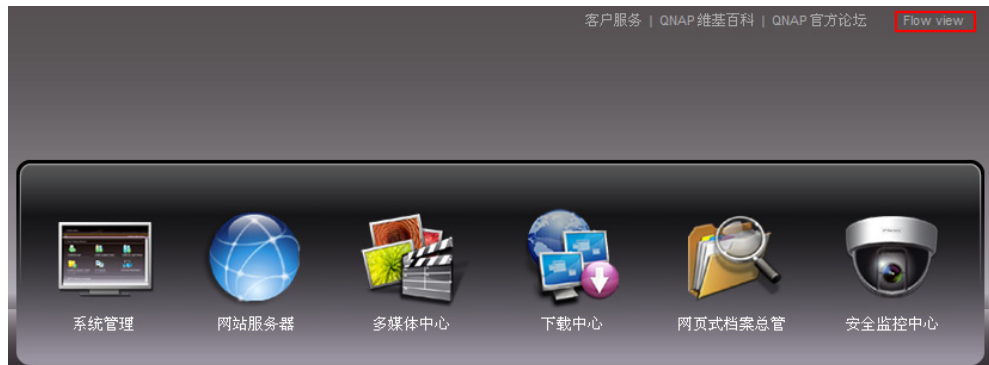 客户服务 | QNAP 维基百科 | QNAP 官方论坛 Flow view
系统管理 网站服务器 多媒体中心 下载中心 网页式档案总管 安全监控中心